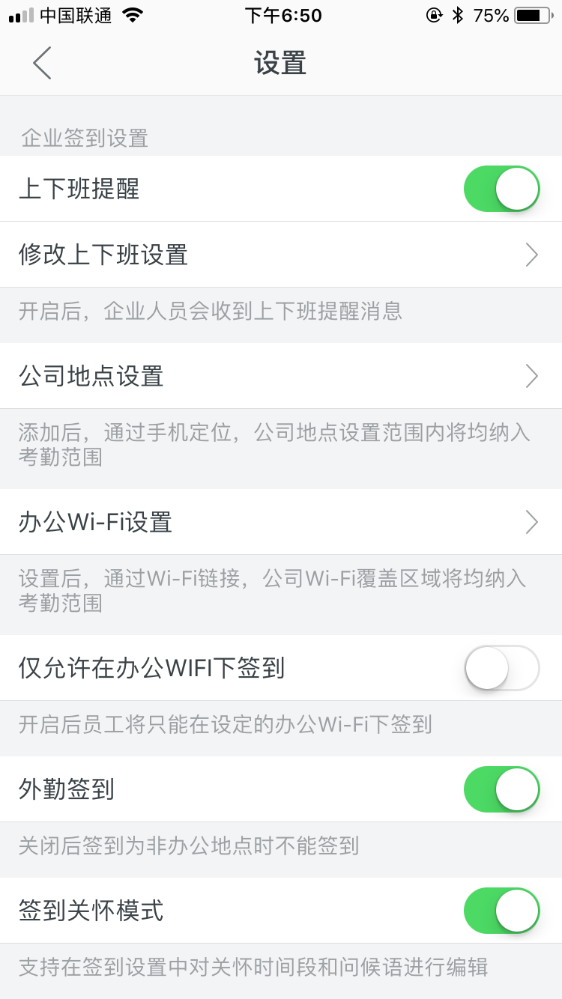 中国联通
下午6:50
75%
设置
企业签到设置
上下班提醒
修改上下班设置
开启后，企业人员会收到上下班提醒消息
公司地点设置
添加后，通过手机定位，公司地点设置范围内将均纳入
考勤范围
办公Wi-Fi设置
设置后，通过Wi-Fi链接，公司Wi-Fi覆盖区域将均纳入
考勤范围
仅允许在办公WIFI下签到
开启后员工将只能在设定的办公Wi-Fi下签到
外勤签到
关闭后签到为非办公地点时不能签到
签到关怀模式
支持在签到设置中对关怀时间段和问候语进行编辑